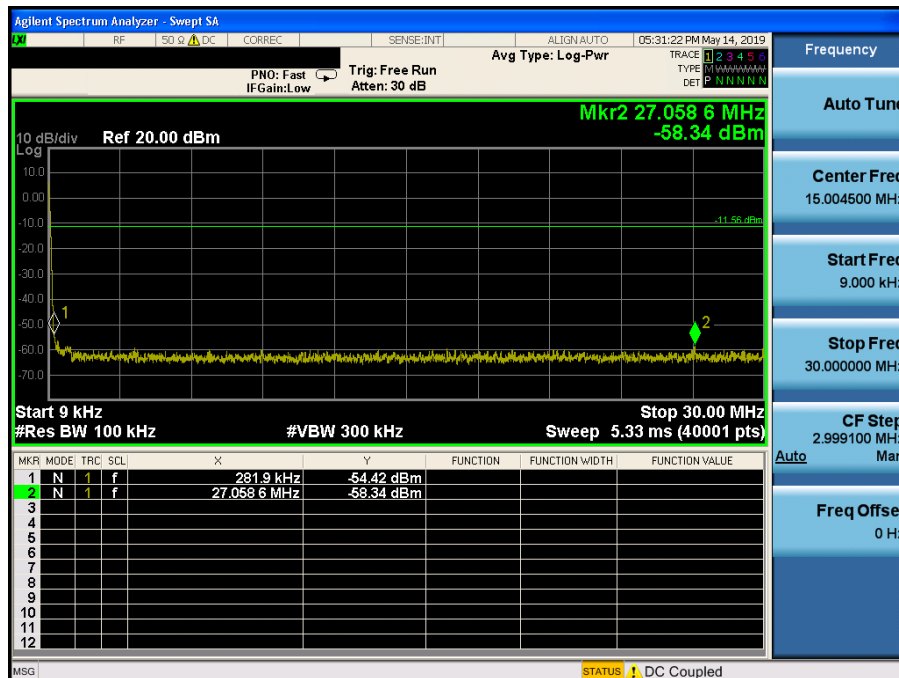 Agilent Spectrum Analyzer - Swept SA
LXI RF 50 Ω DC CORREC SENSE:INT ALIGN AUTO 05:31:22 PM May 14, 2019
Avg Type: Log-Pwr TRACE 1 2 3 4 5 6
PNO: Fast Trig: Free Run TYPE M WWWWW
IFGain:Low Atten: 30 dB DET P N N N N N
Mkr2 27.058 6 MHz
-58.34 dBm
10 dB/div Ref 20.00 dBm
Log
10.0
0.00
-10.0
-11.56 dBm
-20.0
-30.0
-40.0
-50.0
-60.0
-70.0
1
2
Start 9 kHz Stop 30.00 MHz
#Res BW 100 kHz #VBW 300 kHz Sweep 5.33 ms (40001 pts)
MKR MODE TRC SCL X Y FUNCTION FUNCTION WIDTH FUNCTION VALUE
1 N 1 f 281.9 kHz -54.42 dBm
2 N 1 f 27.058 6 MHz -58.34 dBm
3
4
5
6
7
8
9
10
11
12
MSG STATUS DC Coupled
Frequency
Auto Tune
Center Freq
15.004500 MHz
Start Freq
9.000 kHz
Stop Freq
30.000000 MHz
CF Step
2.999100 MHz
Auto Man
Freq Offset
0 Hz